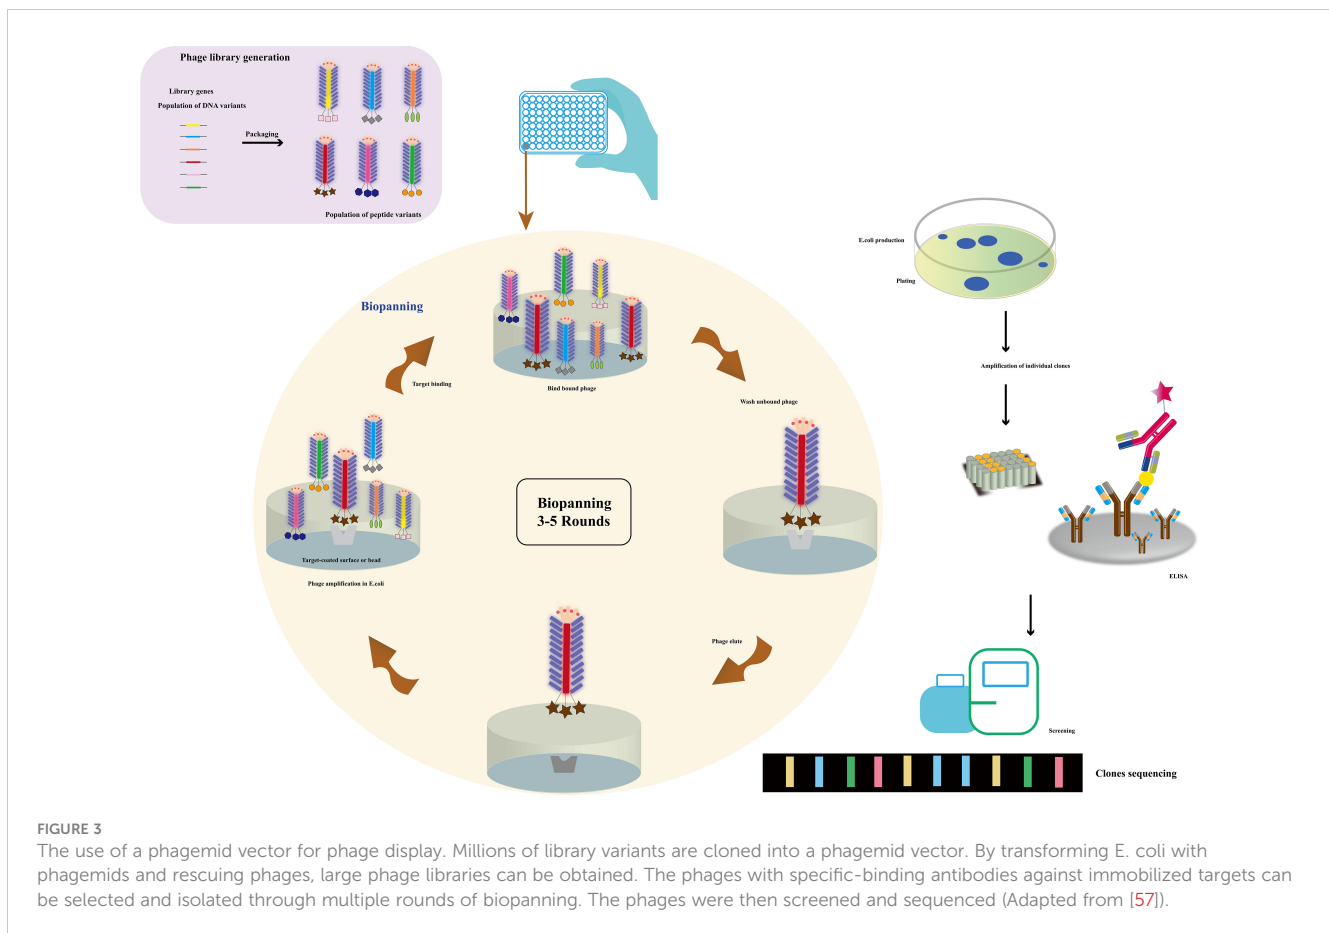 Phage library generation
Library genes
Population of DNA variants
Packaging
Population of peptide variants
Biopanning
Target binding
Bind bound phage
Wash unbound phage
Biopanning
3-5 Rounds
Target-coated surface or bead
Phage amplification in E.coli
Phage elute
E.coli production
Plating
Amplification of individual clones
ELISA
Screening
Clones sequencing
FIGURE 3
The use of a phagemid vector for phage display. Millions of library variants are cloned into a phagemid vector. By transforming E. coli with
phagemids and rescuing phages, large phage libraries can be obtained. The phages with specific-binding antibodies against immobilized targets can
be selected and isolated through multiple rounds of biopanning. The phages were then screened and sequenced (Adapted from [57]).